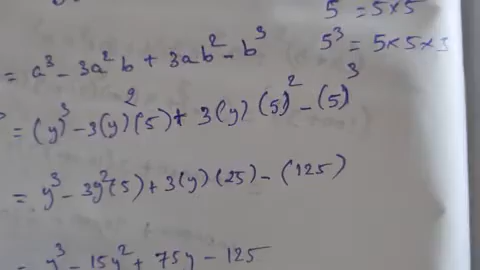 5 = 5×5
5³ = 5×5×5
= a³ - 3a²b + 3ab² - b³
= (y)³ - 3(y)²(5) + 3(y)(5)² - (5)³
= y³ - 3y²(5) + 3(y)(25) - (125)
= y³ - 15y² + 75y - 125